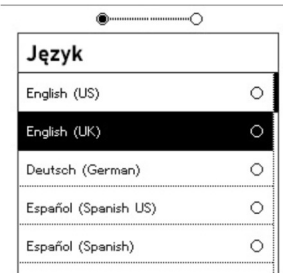 Język
English (US)
English (UK)
Deutsch (German)
Español (Spanish US)
Español (Spanish)